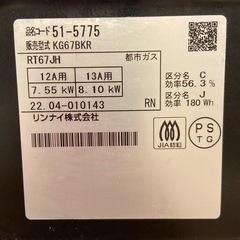 品名コード 51-5775
販売型式 KG67BKR
RT67JH 都市ガス
12A用 13A用
7.55 kW 8.10 kW
22.04-010143 RN
リンナイ株式会社
区分名 C
効率 56.3 %
区分名 J
効率 180 Wh
JIA認証
PS
TG